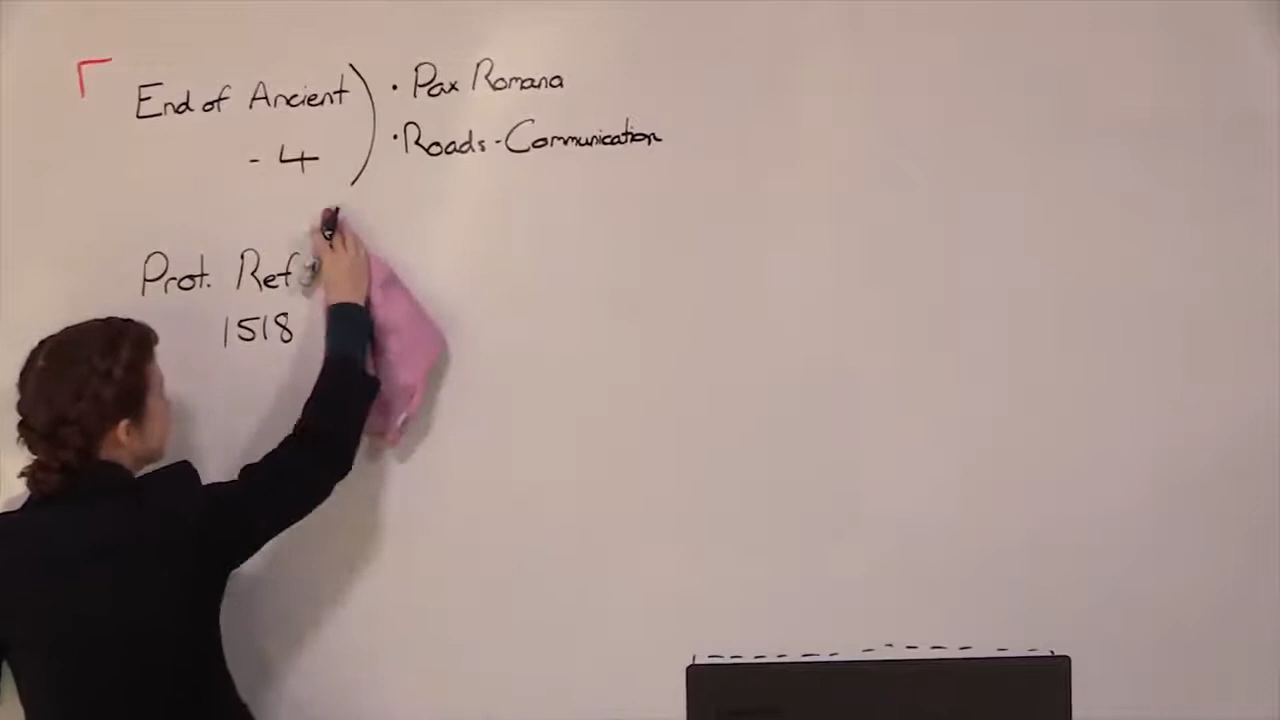 End of Ancient
- 4
· Pax Romana
· Roads - Communication
Prot. Ref
1518